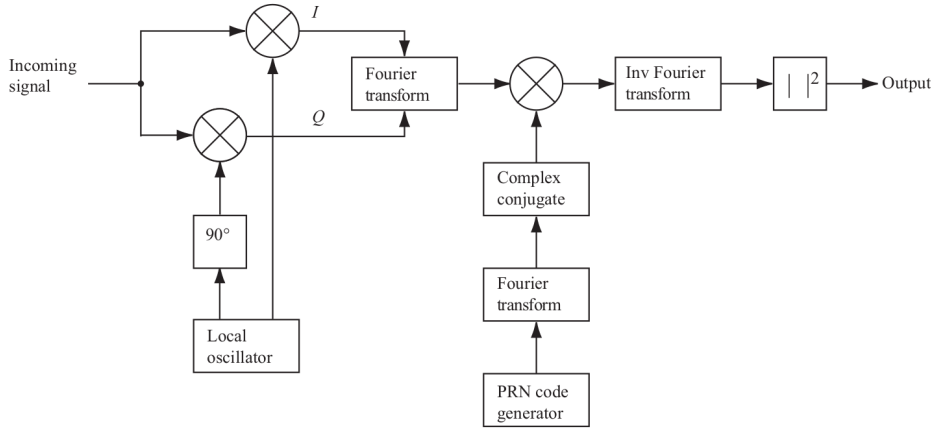 I
Incoming
signal
Fourier
transform
Inv Fourier
transform
| |²
Output
Q
Complex
conjugate
90°
Fourier
transform
Local
oscillator
PRN code
generator